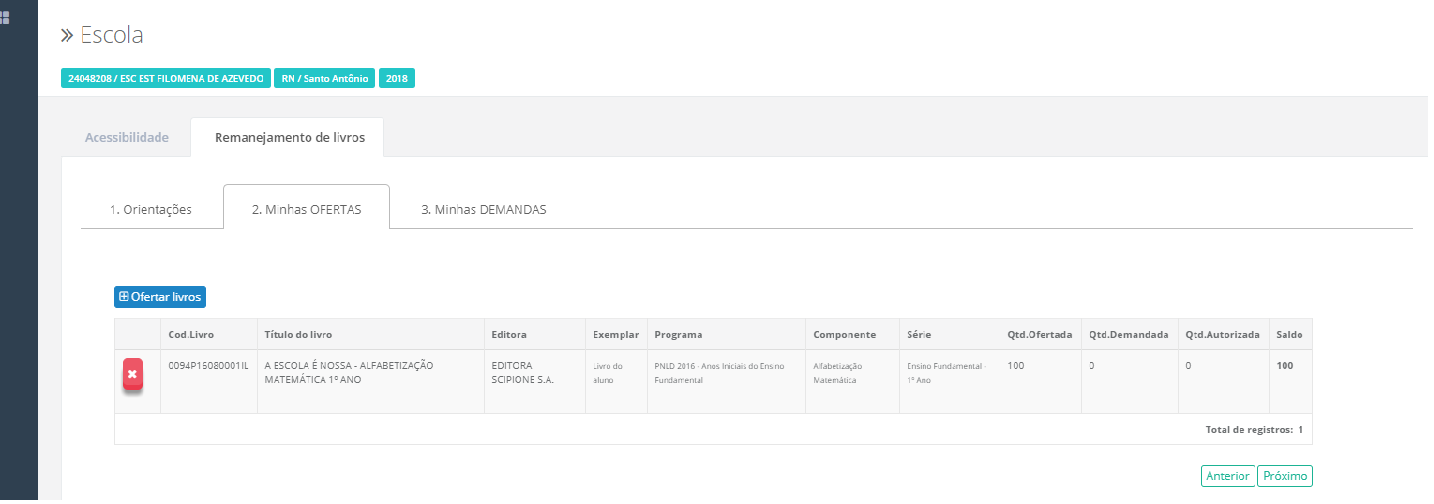 » Escola
24048208 / ESC EST FILOMENA DE AZEVEDO RN / Santo Antônio 2018
Acessibilidade Remanejamento de livros
1. Orientações 2. Minhas OFERTAS 3. Minhas DEMANDAS
Ofertar livros
Cod.Livro Título do livro Editora Exemplar Programa Componente Série Qtd.Ofertada Qtd.Demandada Qtd.Autorizada Saldo
0094P16080001IL A ESCOLA É NOSSA - ALFABETIZAÇÃO EDITORA Livro do PNLD 2016 - Anos Iniciais do Ensino Alfabetização Ensino Fundamental - 100 0 0 100
MATEMÁTICA 1º ANO SCIPIONE S.A. aluno Fundamental Matemática 1º Ano
Total de registros: 1
Anterior Próximo